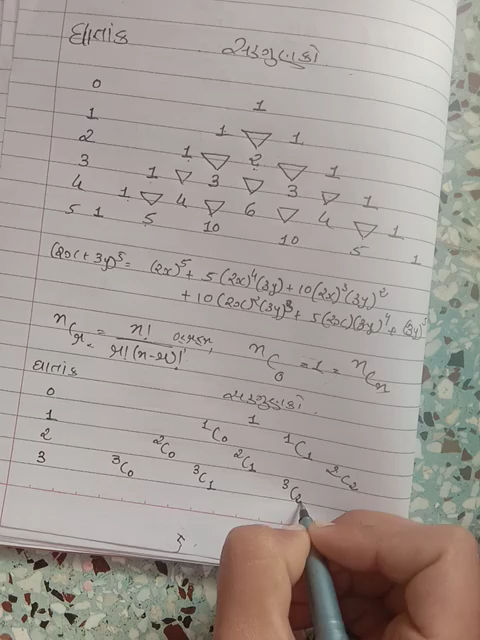 ઘાતાંક સહગુણકો
0 1
1 1 1
2 1 2 1
3 1 3 3 1
4 1 4 6 4 1
5 1 5 10 10 5 1
(2x + 3y)⁵ = (2x)⁵ + 5(2x)⁴(3y) + 10(2x)³(3y)²
+ 10(2x)²(3y)³ + 5(2x)(3y)⁴ + (3y)⁵
ⁿCᵣ = n! / r!(n-r)! 0≤r≤n, ⁿC₀ = 1 = ⁿCₙ
ઘાતાંક સહગુણકો.
0 1
1 ¹C₀ ¹C₁
2 ²C₀ ²C₁ ²C₂
3 ³C₀ ³C₁ ³C₂